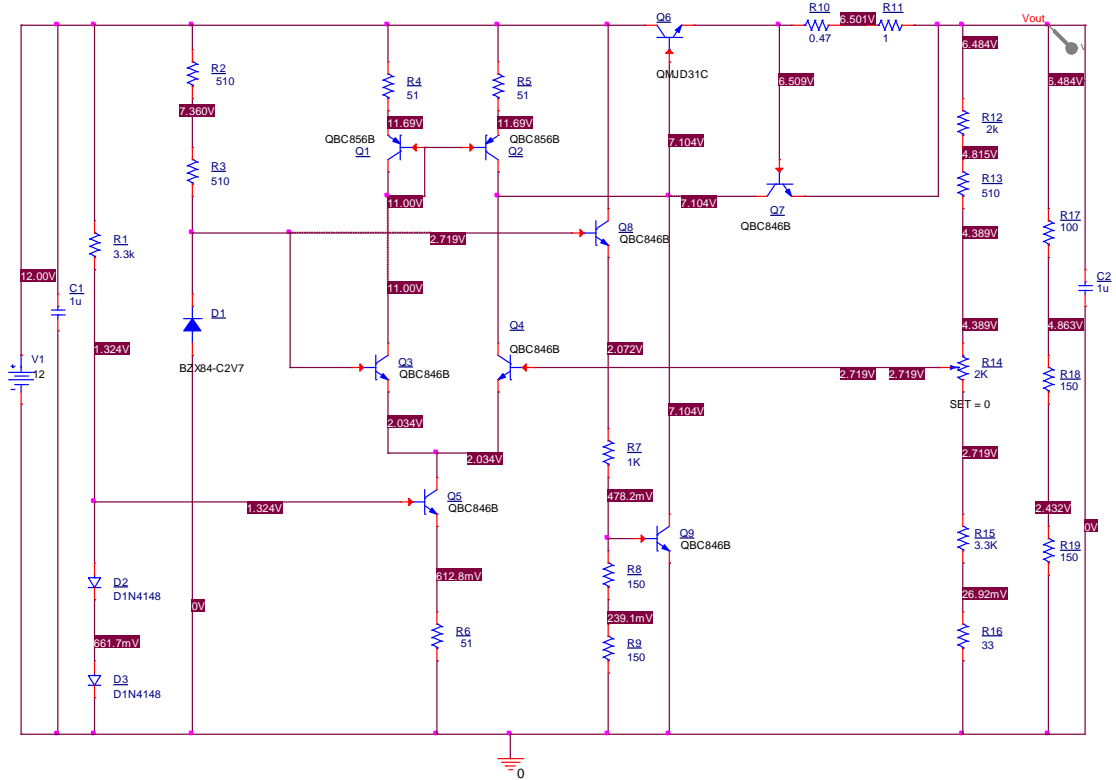 R10
6.501V
R11
0.47
1
Q6
QMJD31C
Vout
6.484V
6.484V
R2
510
7.360V
R3
510
R4
51
R5
51
11.69V
11.69V
QBC856B
Q1
QBC856B
Q2
6.509V
7.104V
R12
2k
4.815V
R13
510
11.00V
7.104V
Q7
QBC846B
R1
3.3k
2.719V
Q8
QBC846B
4.389V
R17
100
12.00V
C1
1u
11.00V
C2
1u
D1
BZX84-C2V7
Q4
QBC846B
4.389V
4.863V
1.324V
2.072V
V1
12
Q3
QBC846B
2.719V
2.719V
R14
2K
SET = 0
R18
150
2.034V
7.104V
2.034V
R7
1K
2.719V
478.2mV
Q5
QBC846B
1.324V
2.432V
0V
Q9
QBC846B
R15
3.3K
R19
150
D2
D1N4148
612.8mV
R8
150
26.92mV
0V
239.1mV
661.7mV
R6
51
R9
150
R16
33
D3
D1N4148
0